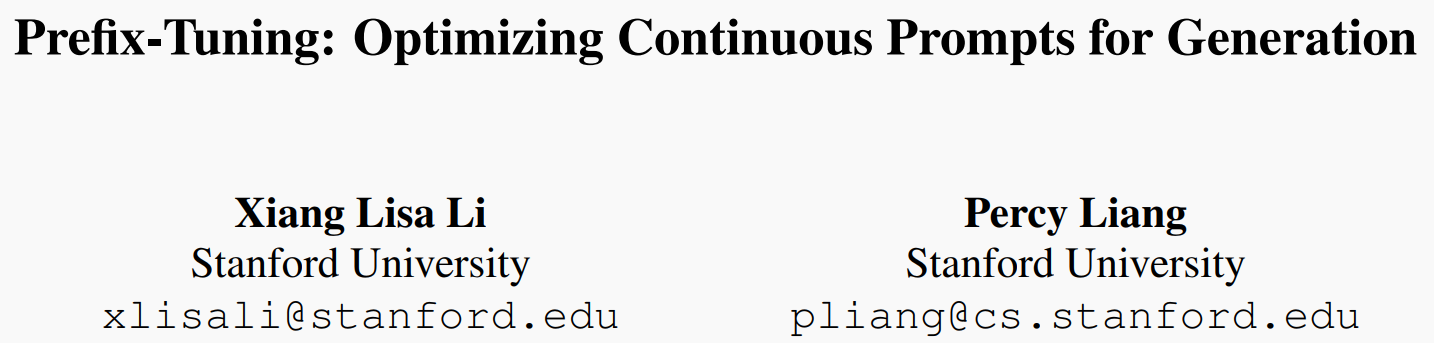 Prefix-Tuning: Optimizing Continuous Prompts for Generation
Xiang Lisa Li
Stanford University
xlisali@stanford.edu
Percy Liang
Stanford University
pliang@cs.stanford.edu